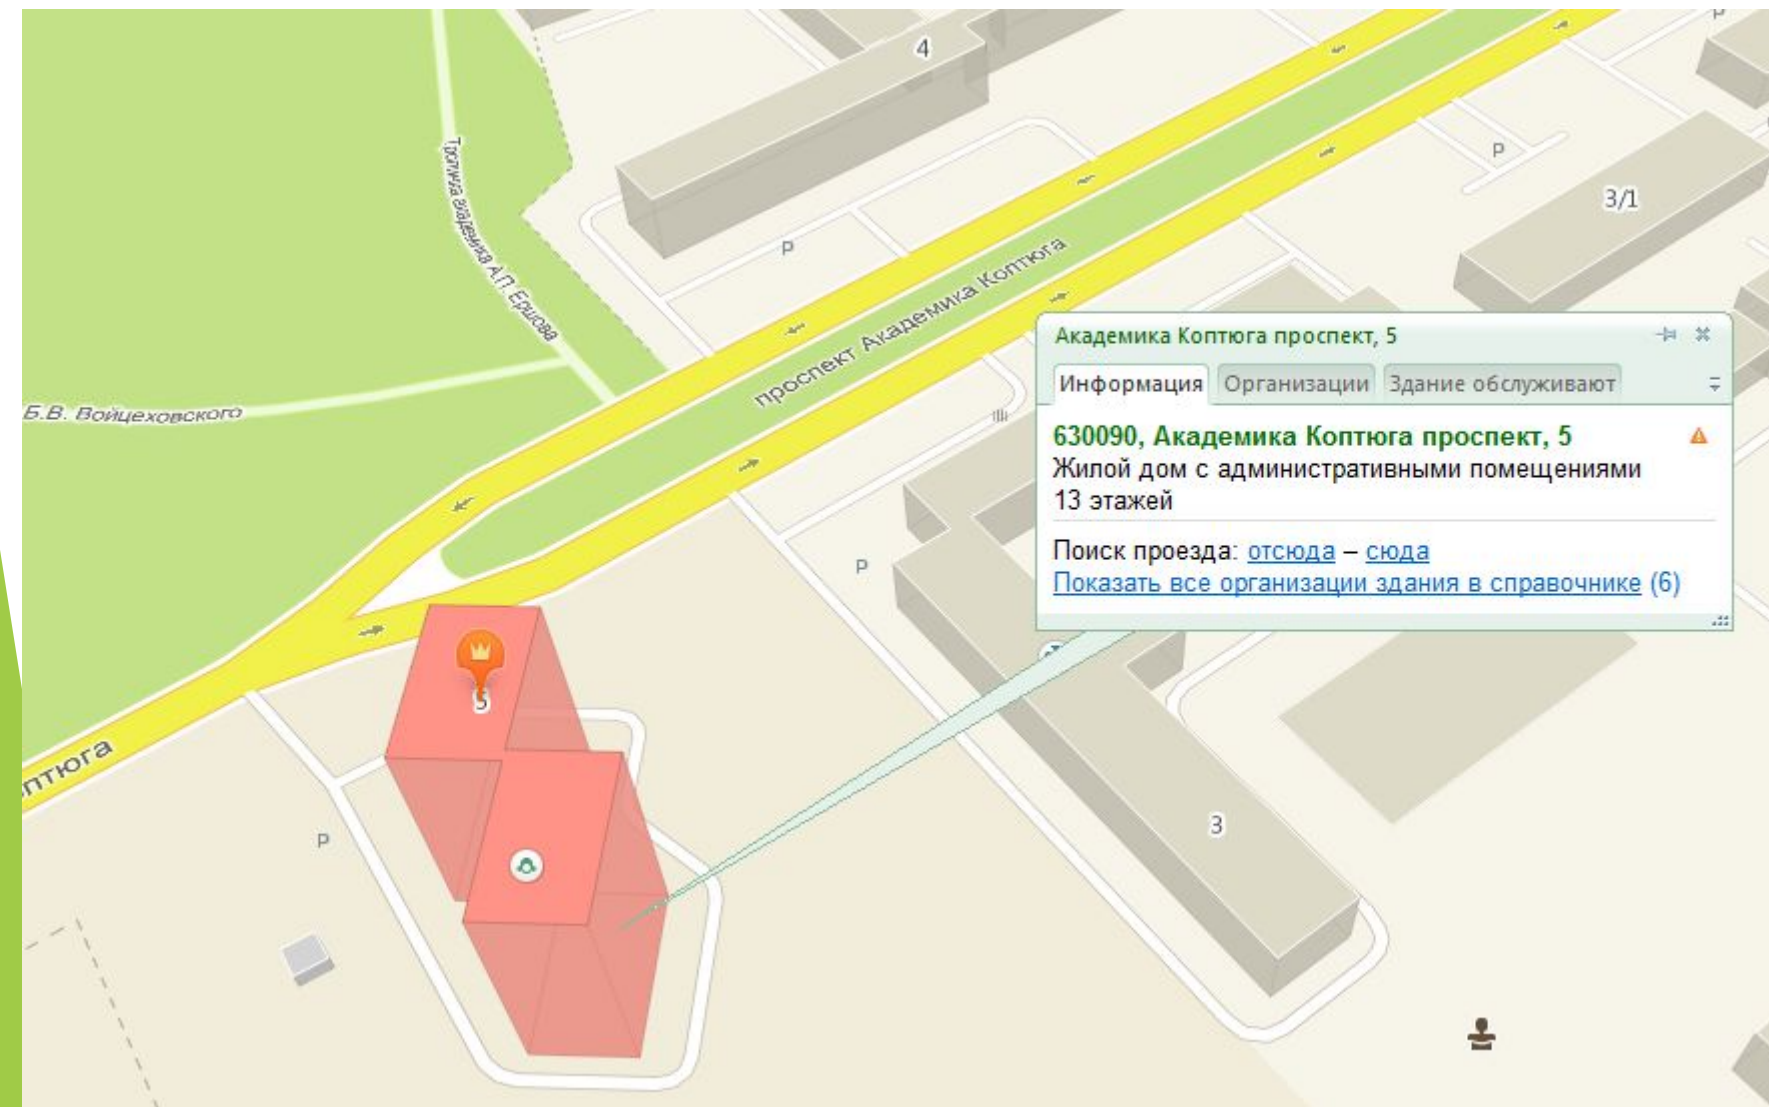 4
Тропинка академика А.П. Ершова
P
P
3/1
P
проспект Академика Коптюга
Б.В. Войцеховского
Академика Коптюга проспект, 5
Информация
Организации
Здание обслуживают
630090, Академика Коптюга проспект, 5
Жилой дом с административными помещениями
13 этажей
Поиск проезда: отсюда – сюда
Показать все организации здания в справочнике (6)
P
5
оптюга
P
3